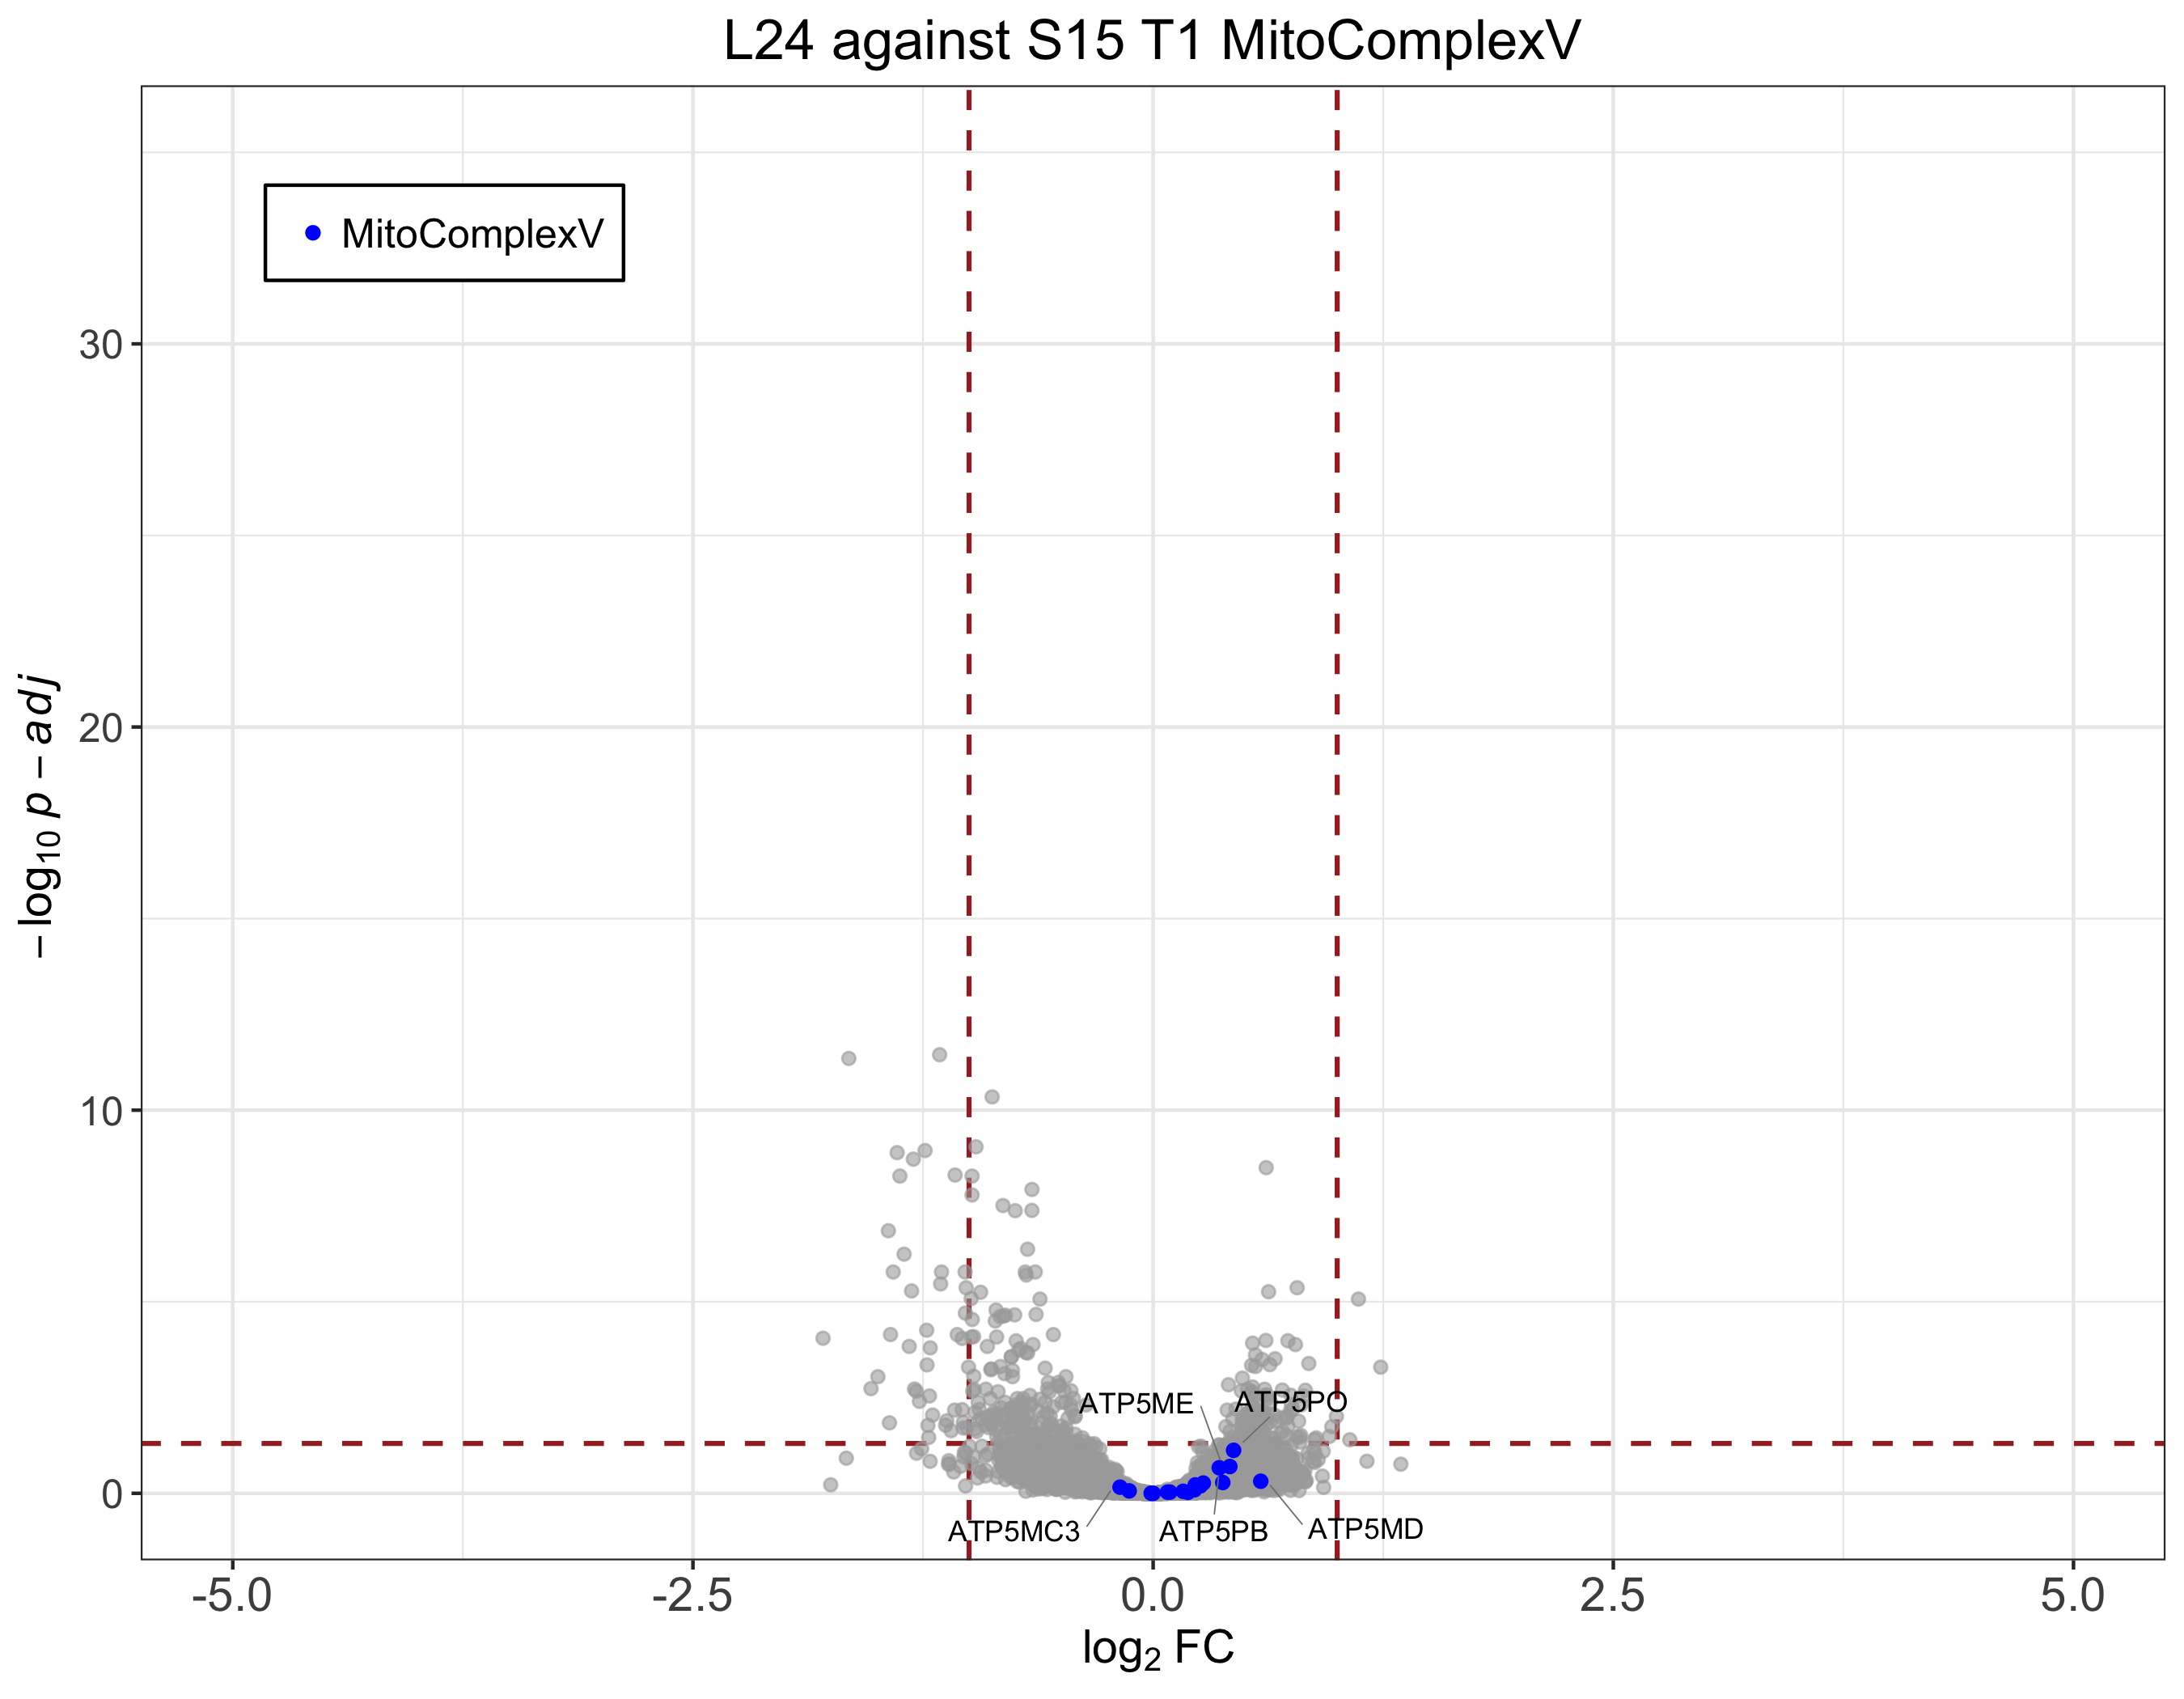 L24 against S15 T1 MitoComplexV
MitoComplexV
30
20
10
0
−log10 p − adj
ATP5ME
ATP5PO
ATP5MC3
ATP5PB
ATP5MD
-5.0
-2.5
0.0
2.5
5.0
log2 FC